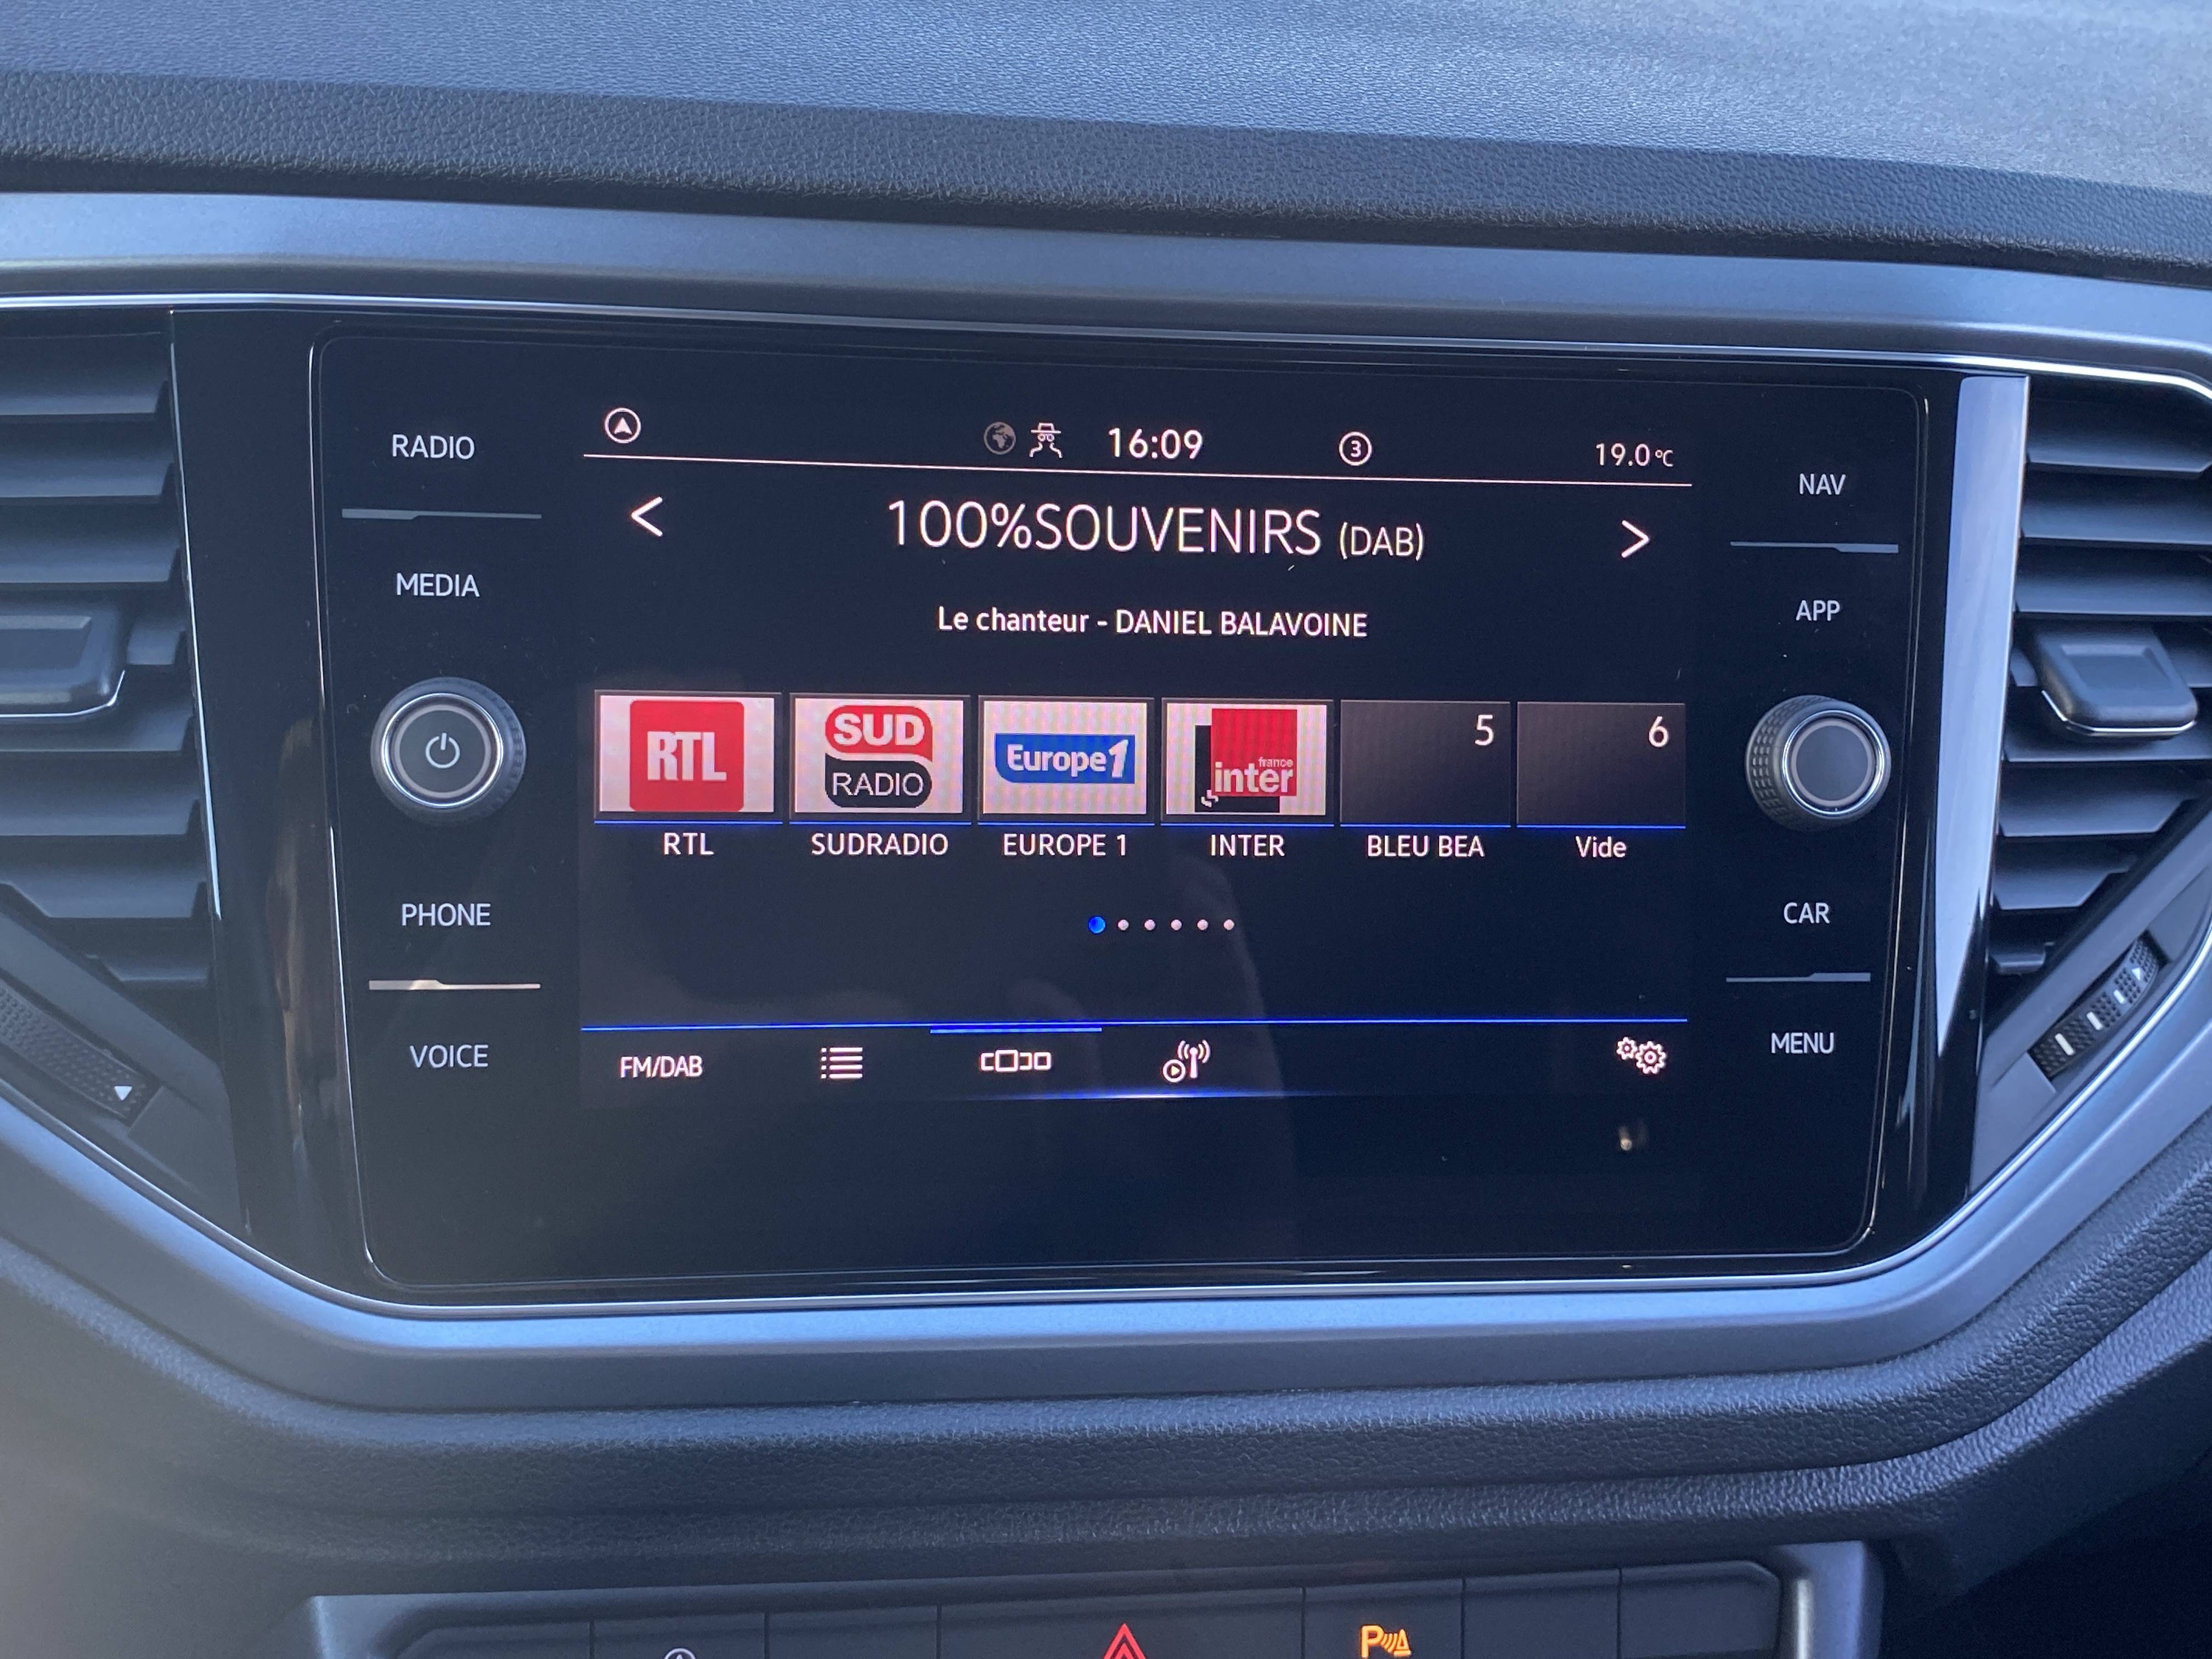 RADIO
MEDIA
PHONE
VOICE
16:09
3
19.0°C
< 100%SOUVENIRS (DAB) >
Le chanteur - DANIEL BALAVOINE
RTL
SUD
RADIO
Europe1
france
inter
5
6
RTL
SUDRADIO
EUROPE 1
INTER
BLEU BEA
Vide
FM/DAB
NAV
APP
CAR
MENU
P